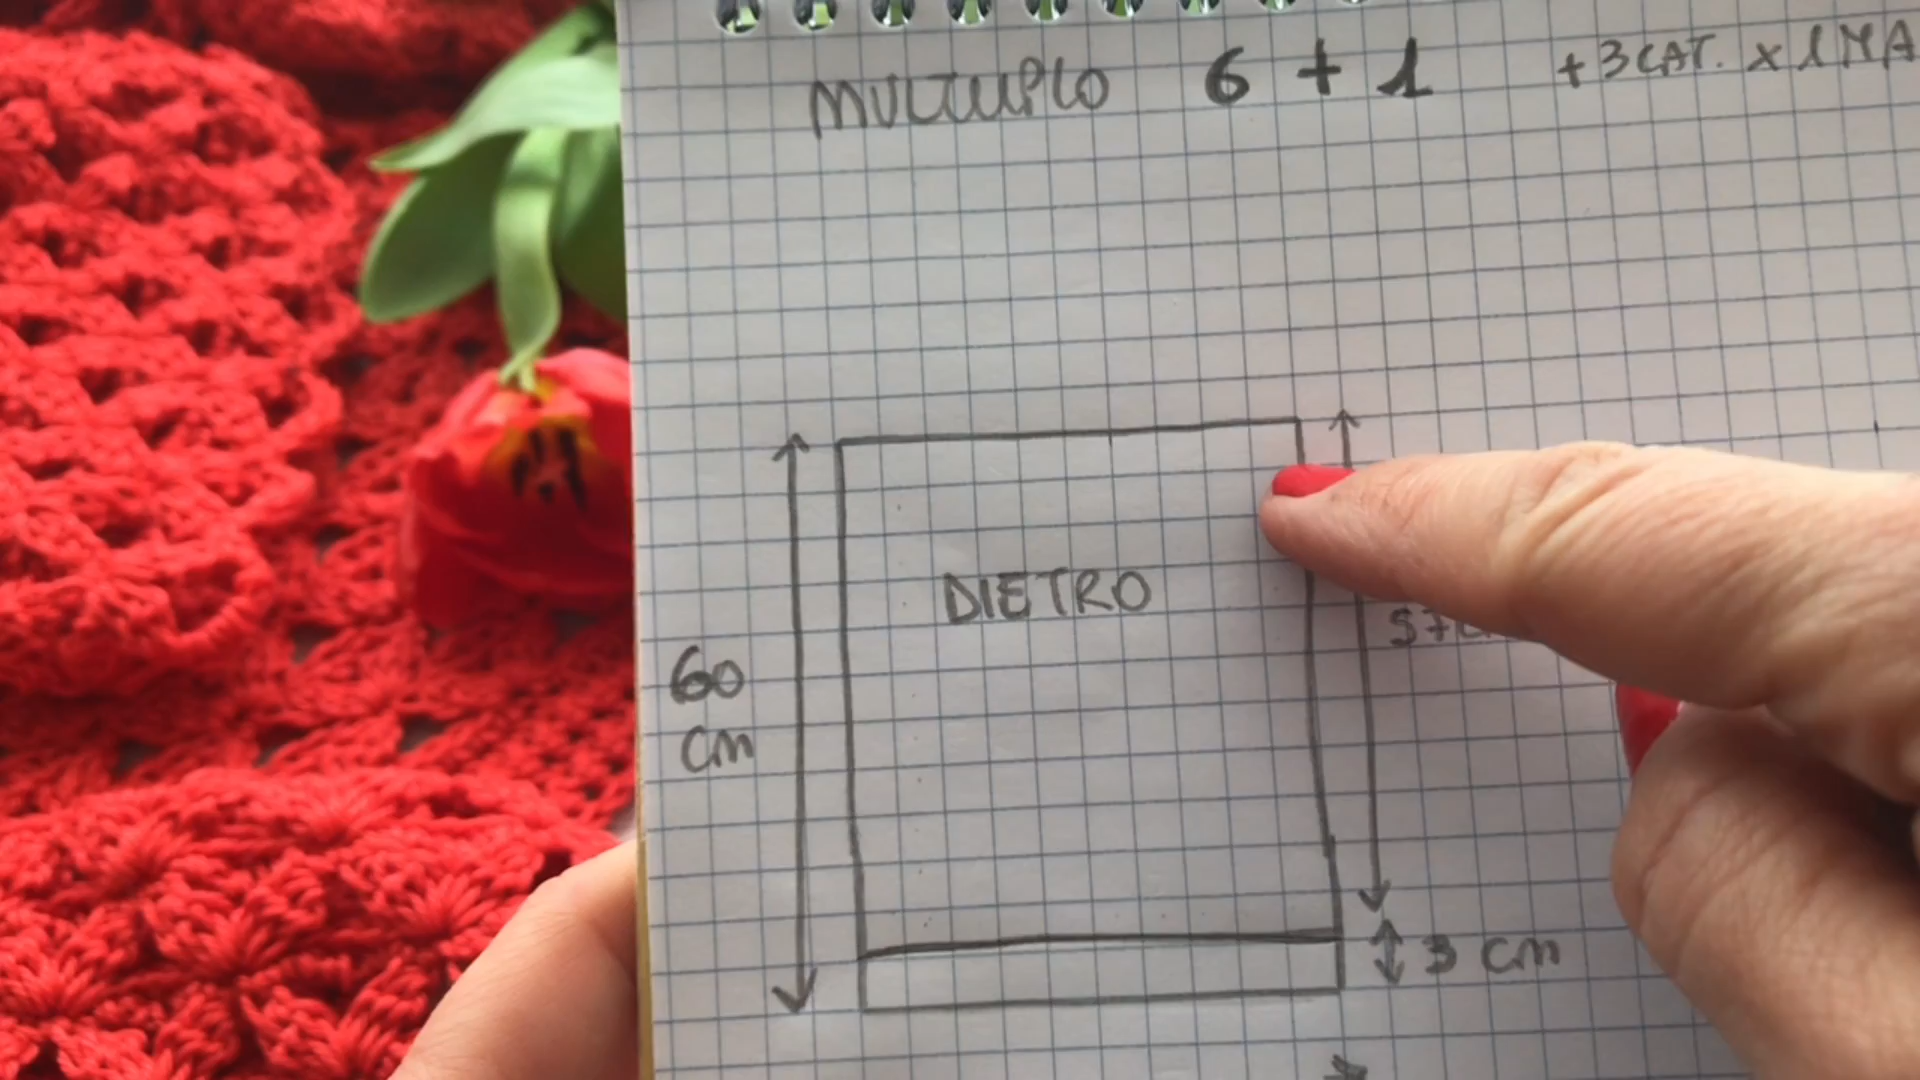 MULTIPLO 6 + 1 +3 CAT. X 1 MA
DIETRO
60
cm
3 cm